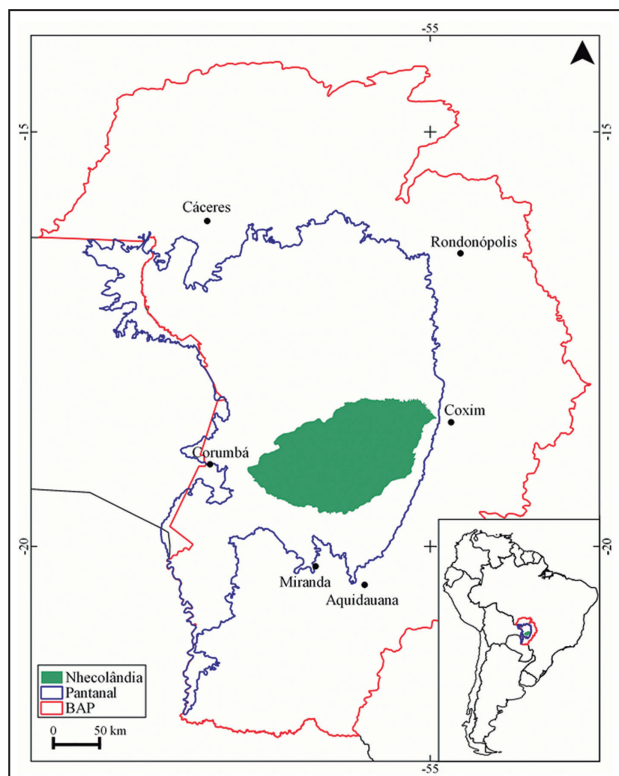 -55
-15
-15
Cáceres
Rondonópolis
Coxim
Corumbá
-20
-20
Miranda
Aquidauana
Nhecolândia
Pantanal
BAP
0 50 km
-55